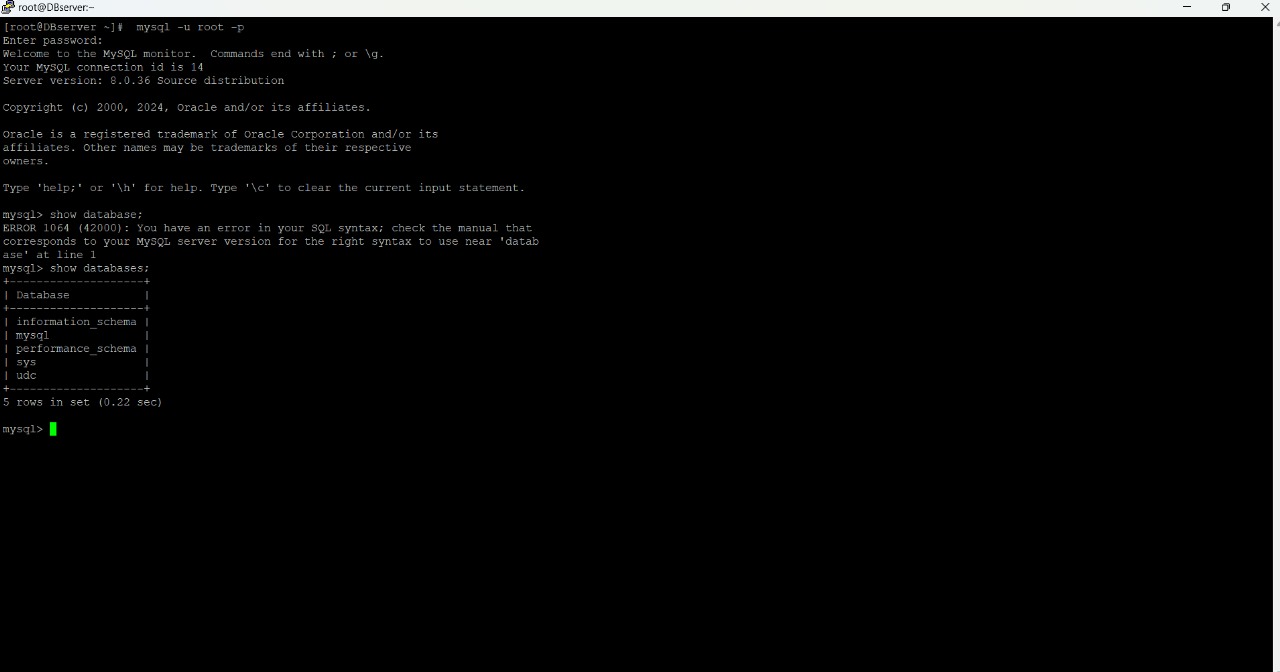 root@DBserver:~
[root@DBserver ~]#  mysql -u root -p
Enter password:
Welcome to the MySQL monitor.  Commands end with ; or \g.
Your MySQL connection id is 14
Server version: 8.0.36 Source distribution
Copyright (c) 2000, 2024, Oracle and/or its affiliates.
Oracle is a registered trademark of Oracle Corporation and/or its
affiliates. Other names may be trademarks of their respective
owners.
Type 'help;' or '\h' for help. Type '\c' to clear the current input statement.
mysql> show database;
ERROR 1064 (42000): You have an error in your SQL syntax; check the manual that
corresponds to your MySQL server version for the right syntax to use near 'datab
ase' at line 1
mysql> show databases;
+--------------------+
| Database           |
+--------------------+
| information_schema |
| mysql              |
| performance_schema |
| sys                |
| udc                |
+--------------------+
5 rows in set (0.22 sec)
mysql>